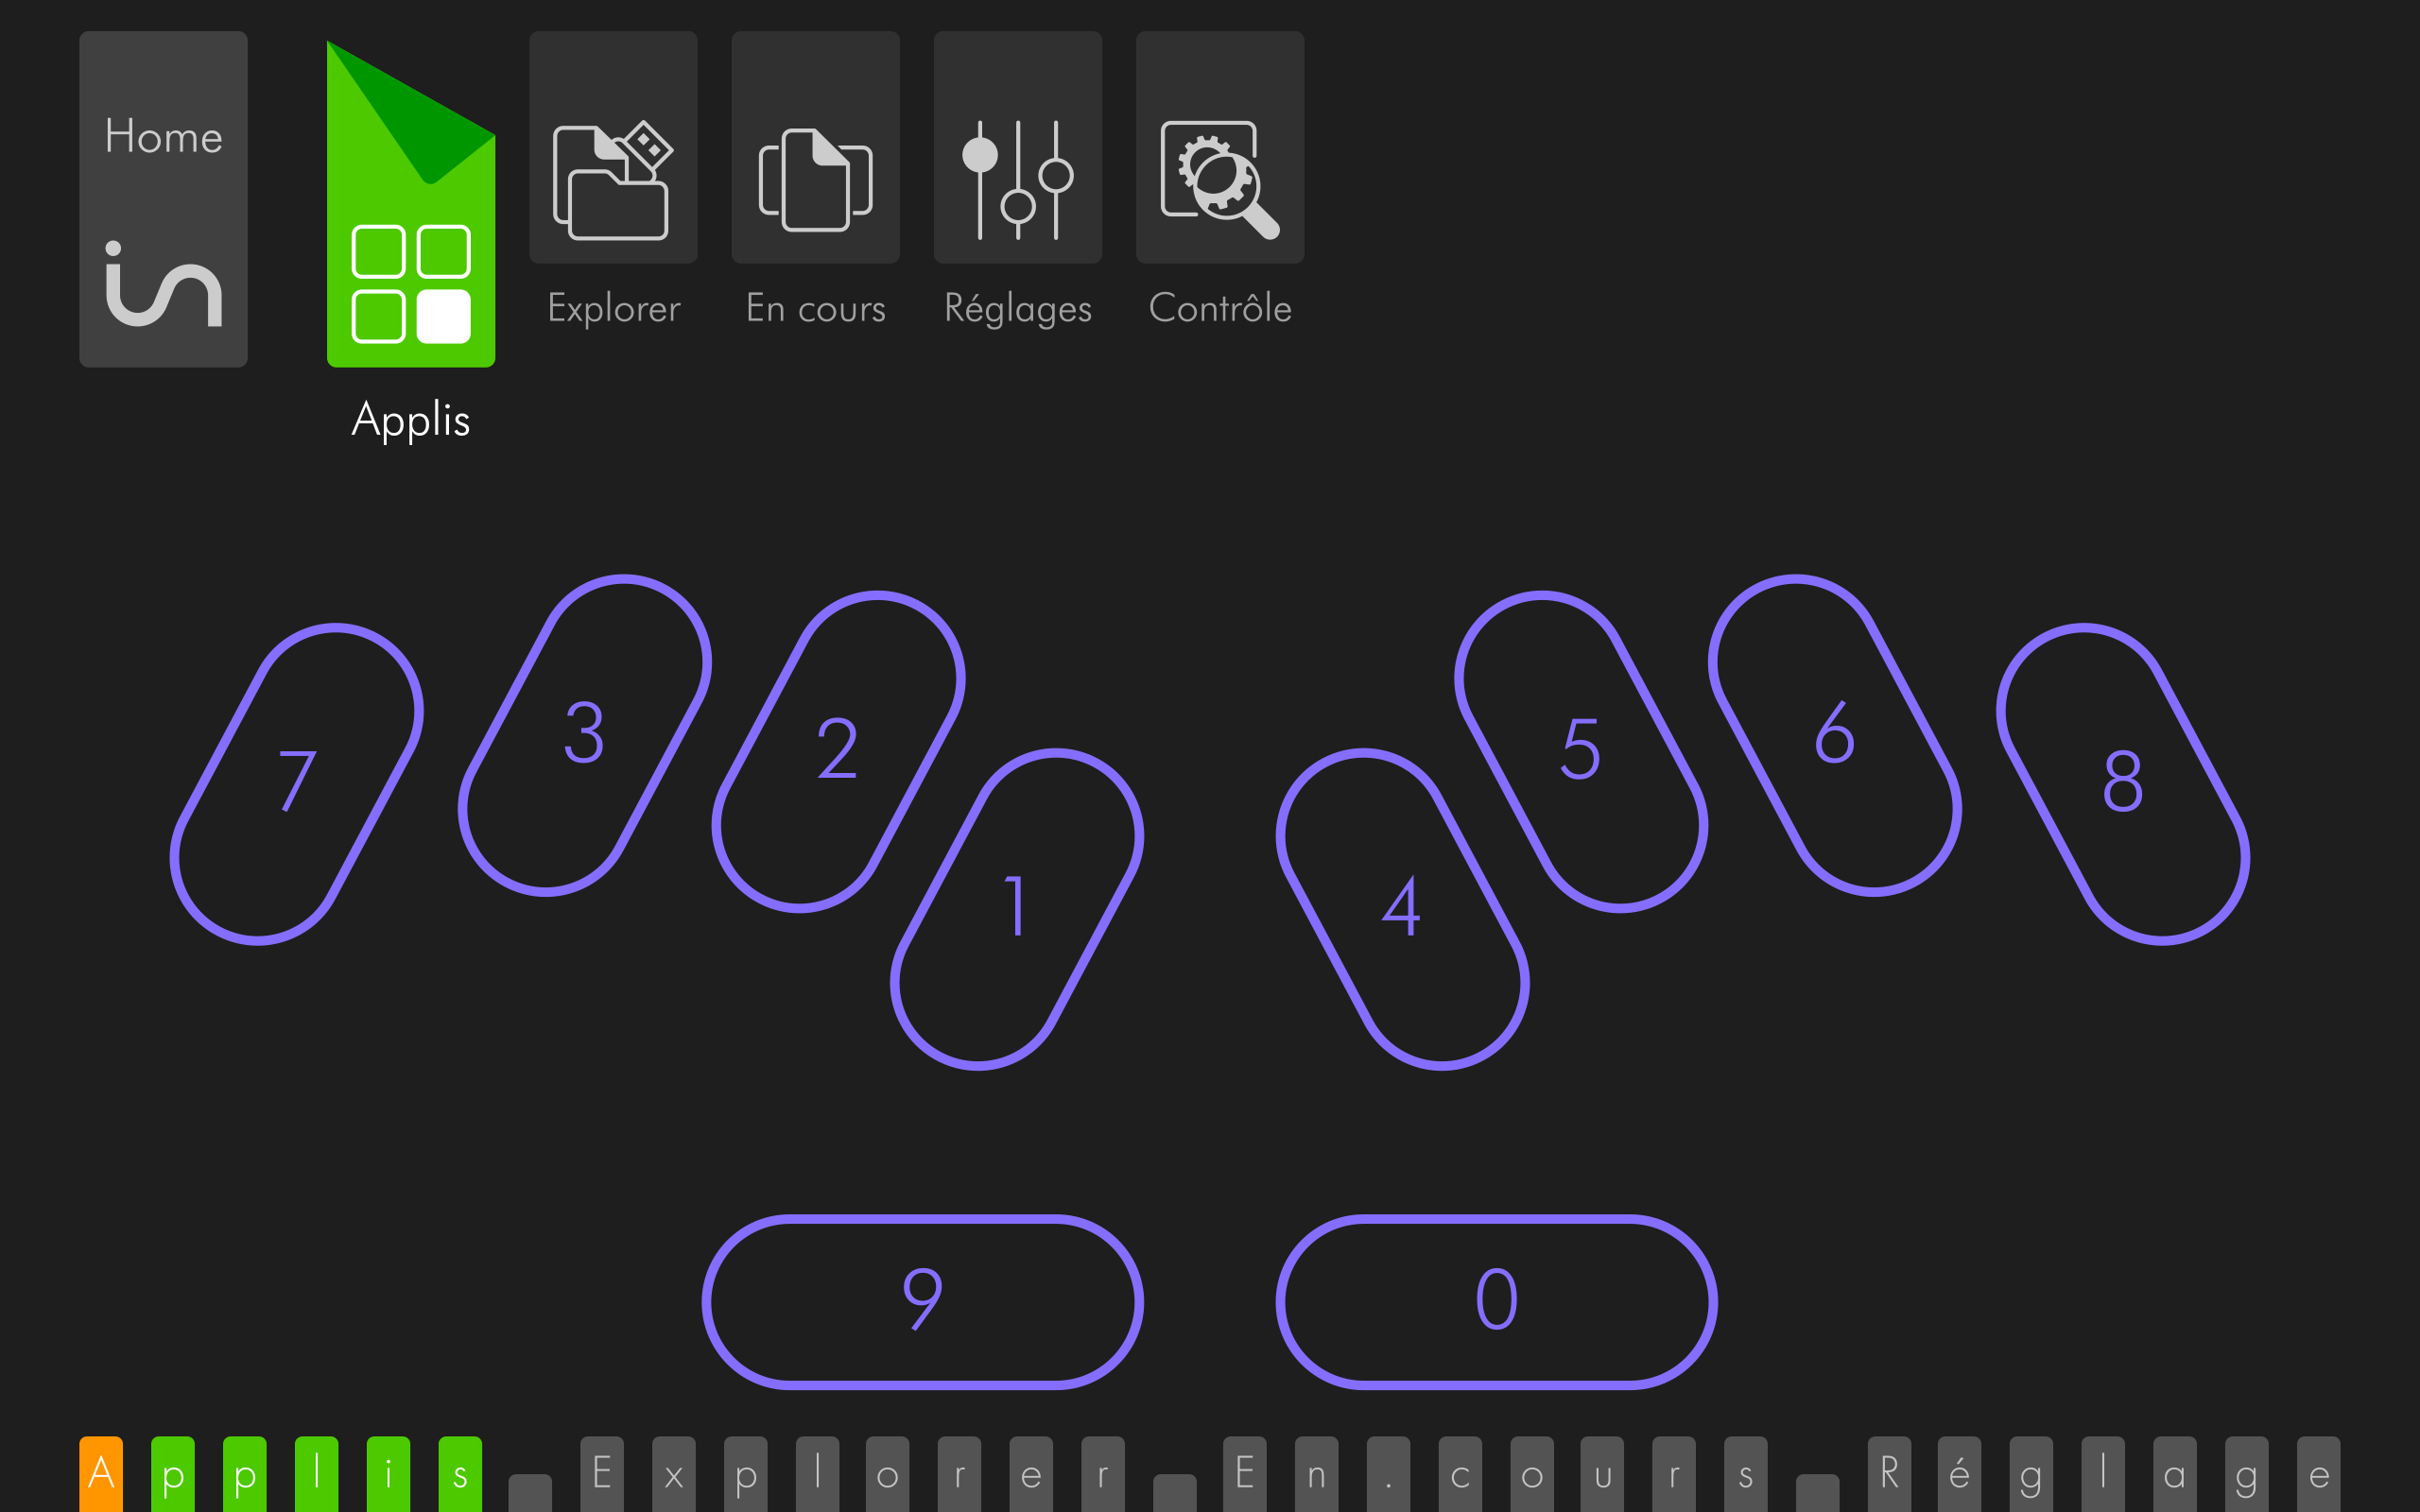 Home
in
Applis
Explorer
En cours
Réglages
Contrôle
7 3 2 5 6 8
1 4
9 0
Applis Explorer En.cours Réglage